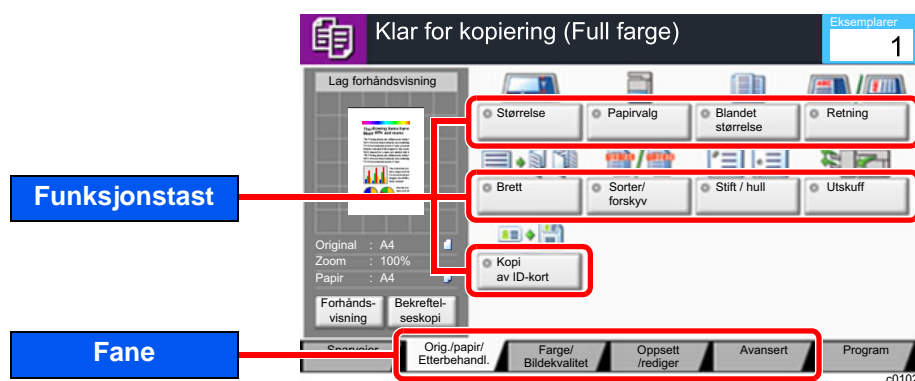 Klar for kopiering (Full farge)
Eksemplarer
1
Lag forhåndsvisning
Størrelse
Papirvalg
Blandet
størrelse
Retning
Funksjonstast
Brett
Sorter/
forskyv
Stift / hull
Utskuff
Original : A4
Zoom : 100%
Papir : A4
Kopi
av ID-kort
Forhånds-
visning
Bekreftel-
seskopi
Fane
Snarveier
Orig./papir/
Etterbehandl.
Farge/
Bildekvalitet
Oppsett
/rediger
Avansert
Program